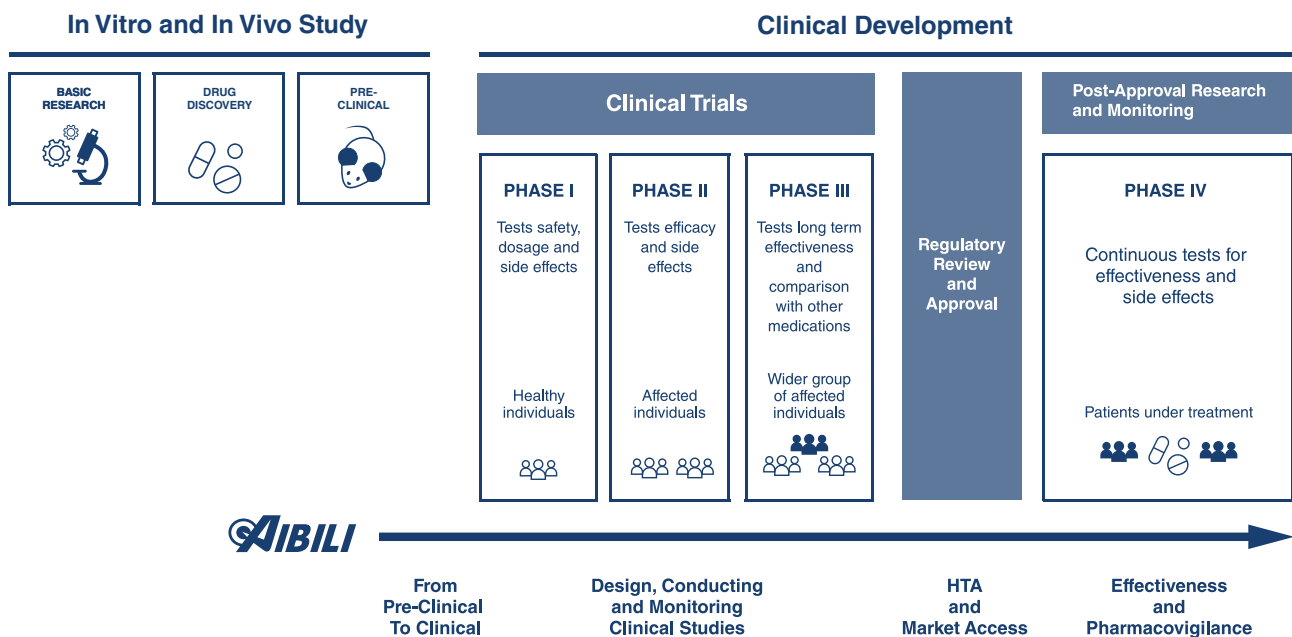 In Vitro and In Vivo Study
Clinical Development
BASIC
RESEARCH
DRUG
DISCOVERY
PRE-
CLINICAL
Clinical Trials
PHASE I
Tests safety,
dosage and
side effects
Healthy
individuals
PHASE II
Tests efficacy
and side
effects
Affected
individuals
PHASE III
Tests long term
effectiveness
and
comparison
with other
medications
Wider group
of affected
individuals
Regulatory
Review
and
Approval
Post-Approval Research
and Monitoring
PHASE IV
Continuous tests for
effectiveness and
side effects
Patients under treatment
AIBILI
From
Pre-Clinical
To Clinical
Design, Conducting
and Monitoring
Clinical Studies
HTA
and
Market Access
Effectiveness
and
Pharmacovigilance